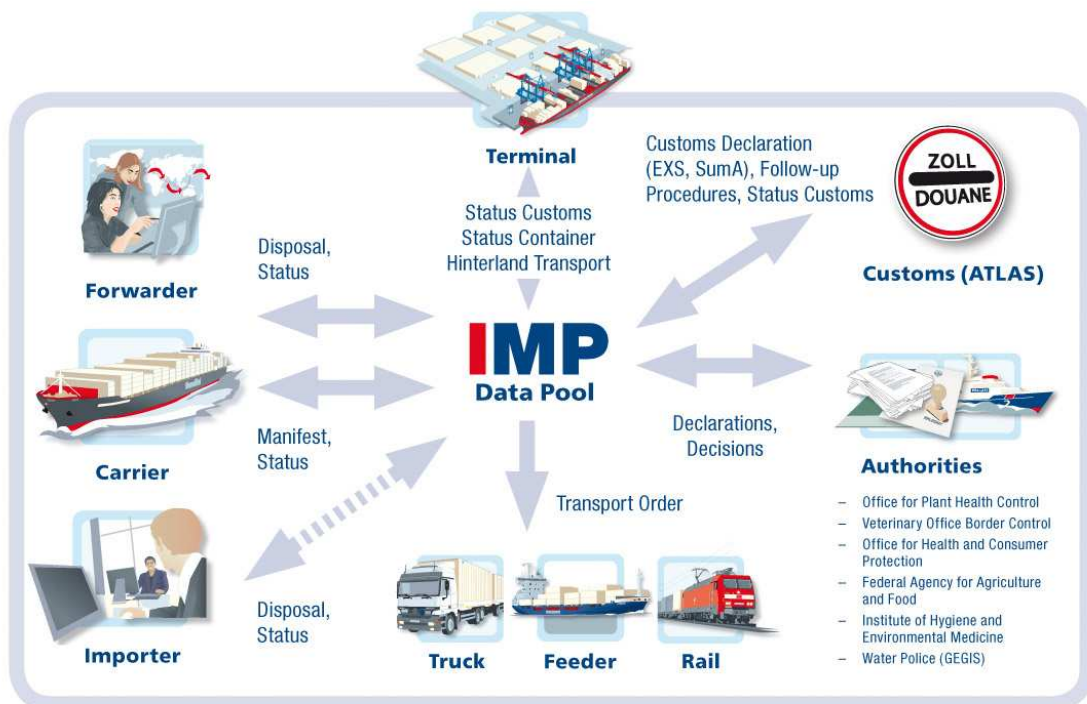 Terminal
Status Customs
Status Container
Hinterland Transport
Customs Declaration
(EXS, SumA), Follow-up
Procedures, Status Customs
ZOLL
DOUANE
Customs (ATLAS)
Forwarder
Disposal,
Status
IMP
Data Pool
Carrier
Manifest,
Status
Declarations,
Decisions
Authorities
– Office for Plant Health Control
– Veterinary Office Border Control
– Office for Health and Consumer
Protection
– Federal Agency for Agriculture
and Food
– Institute of Hygiene and
Environmental Medicine
– Water Police (GEGIS)
Importer
Disposal,
Status
Transport Order
Truck
Feeder
Rail